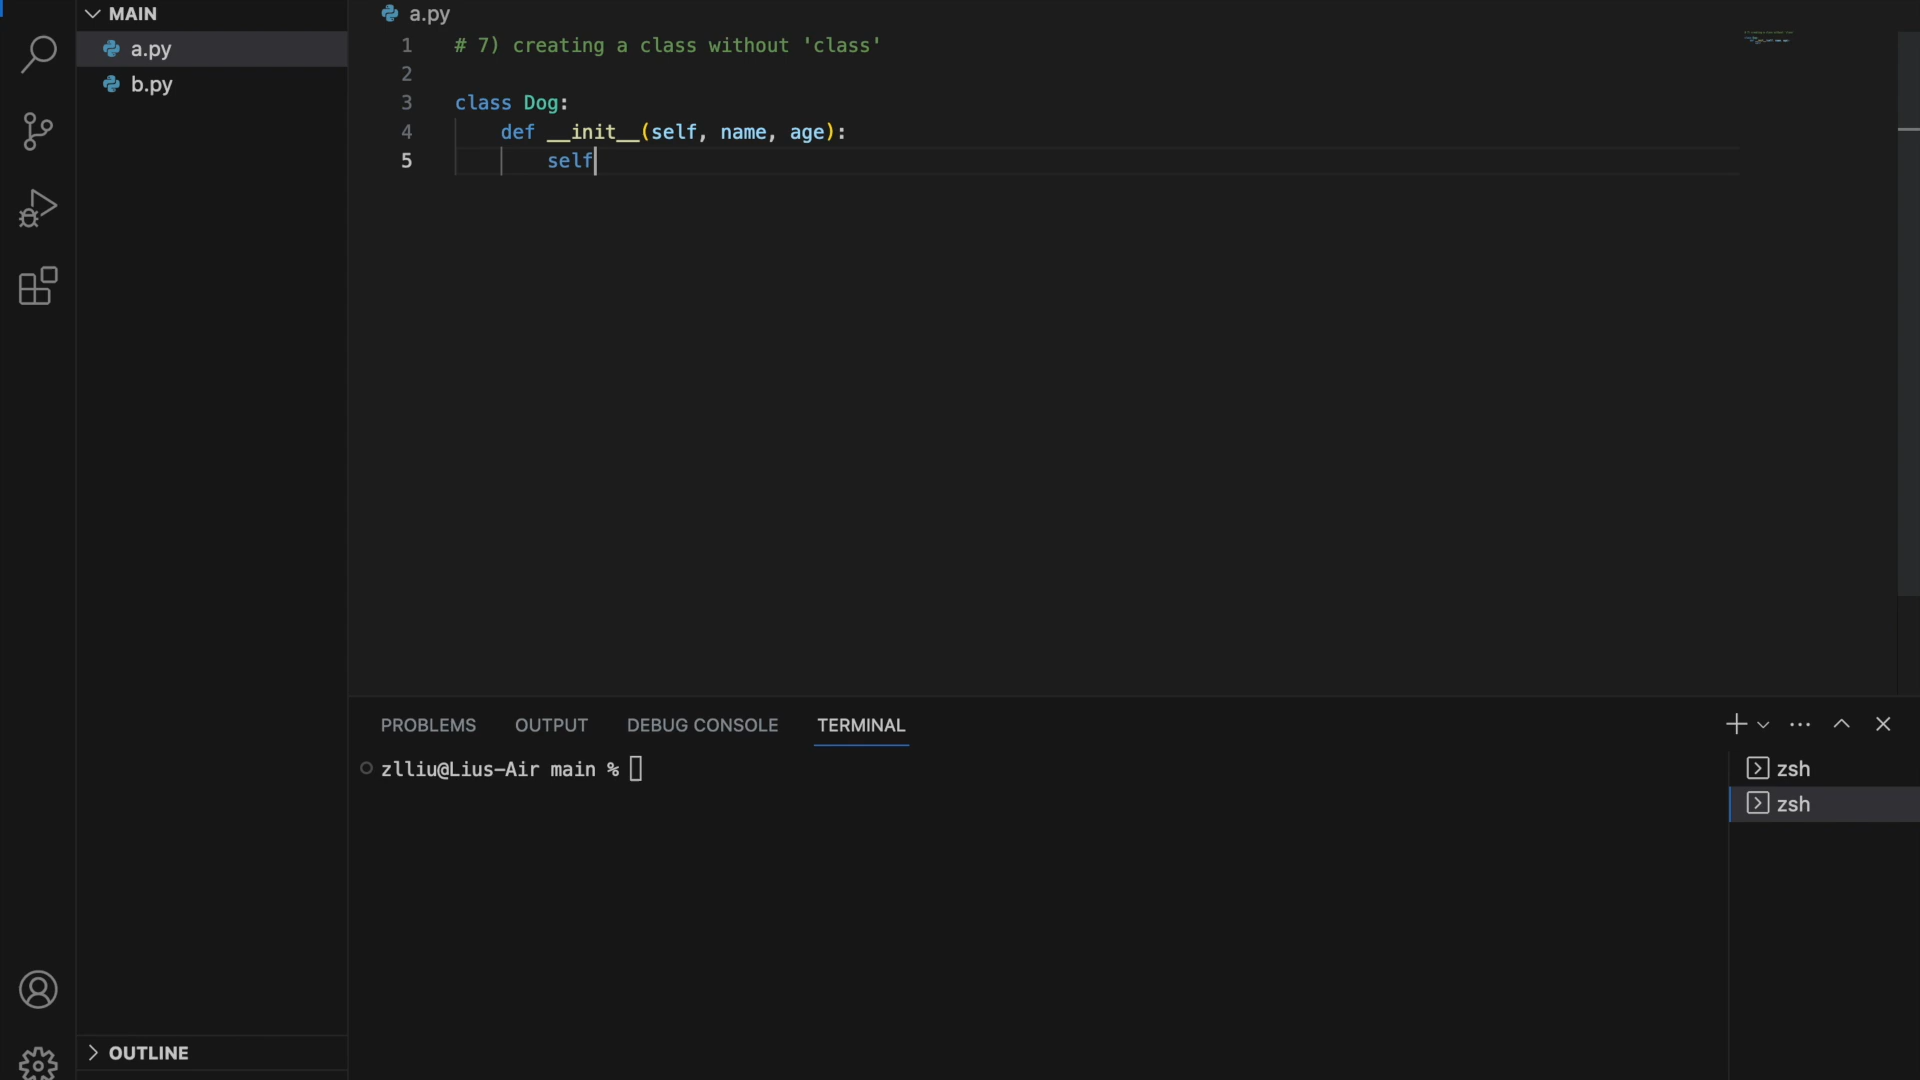 MAIN
a.py
b.py
OUTLINE
a.py
1 # 7) creating a class without 'class'
2
3 class Dog:
4 def __init__(self, name, age):
5 self
PROBLEMS OUTPUT DEBUG CONSOLE TERMINAL
zlliu@Lius-Air main %
zsh
zsh